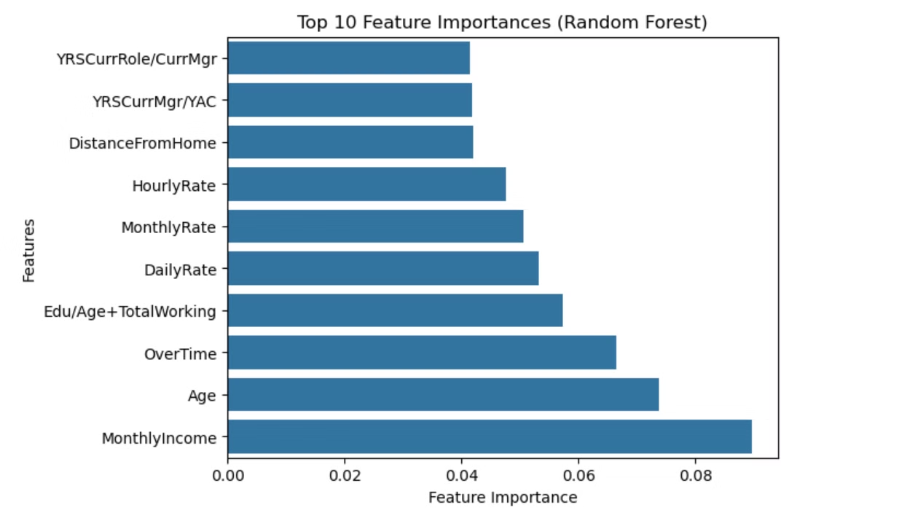 Top 10 Feature Importances (Random Forest)
YRSCurrRole/CurrMgr
YRSCurrMgr/YAC
DistanceFromHome
HourlyRate
MonthlyRate
DailyRate
Edu/Age+TotalWorking
OverTime
Age
MonthlyIncome
Features
0.00 0.02 0.04 0.06 0.08
Feature Importance